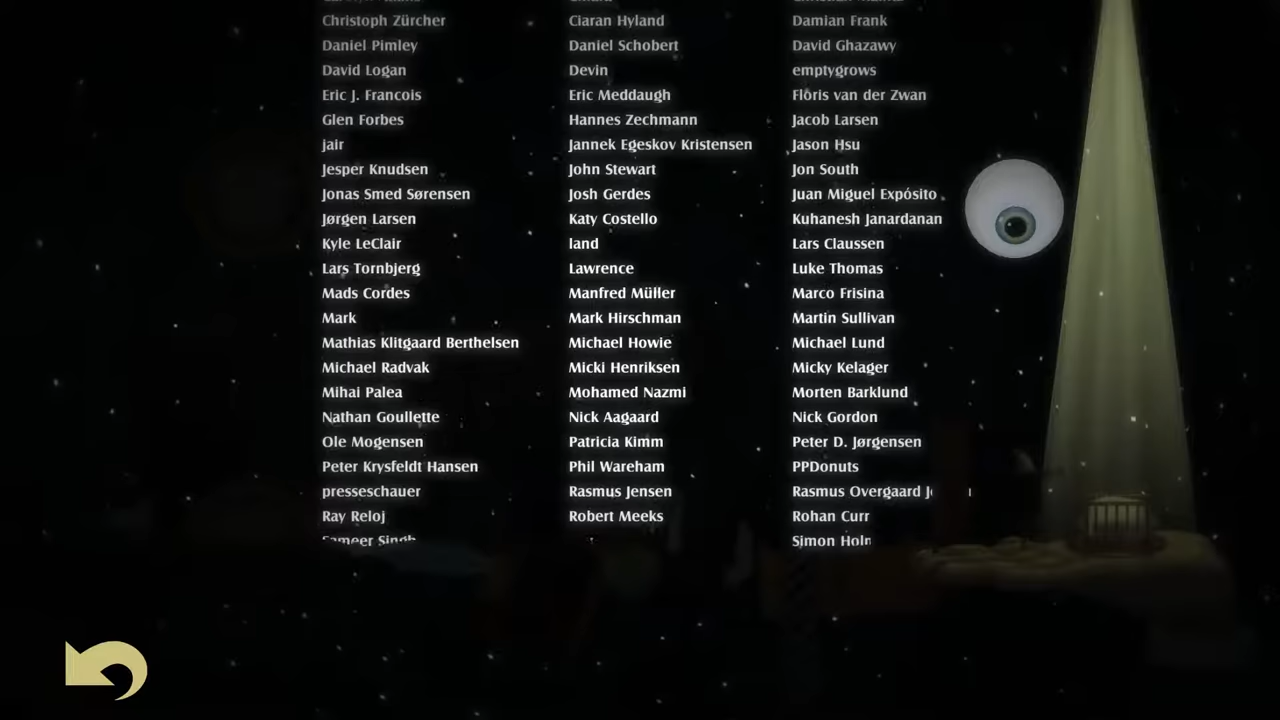 Christoph Zürcher Ciaran Hyland Damian Frank
Daniel Pimley Daniel Schobert David Ghazawy
David Logan Devin emptygrows
Eric J. Francois Eric Meddaugh Floris van der Zwan
Glen Forbes Hannes Zechmann Jacob Larsen
jair Jannek Egeskov Kristensen Jason Hsu
Jesper Knudsen John Stewart Jon South
Jonas Smed Sørensen Josh Gerdes Juan Miguel Expósito
Jørgen Larsen Katy Costello Kuhanesh Janardanan
Kyle LeClair land Lars Claussen
Lars Tornbjerg Lawrence Luke Thomas
Mads Cordes Manfred Müller Marco Frisina
Mark Mark Hirschman Martin Sullivan
Mathias Klitgaard Berthelsen Michael Howie Michael Lund
Michael Radvak Micki Henriksen Micky Kelager
Mihai Palea Mohamed Nazmi Morten Barklund
Nathan Goullette Nick Aagaard Nick Gordon
Ole Mogensen Patricia Kimm Peter D. Jørgensen
Peter Krysfeldt Hansen Phil Wareham PPDonuts
presseschauer Rasmus Jensen Rasmus Overgaard
Ray Reloj Robert Meeks Rohan Curr
Sameer Singh Simon